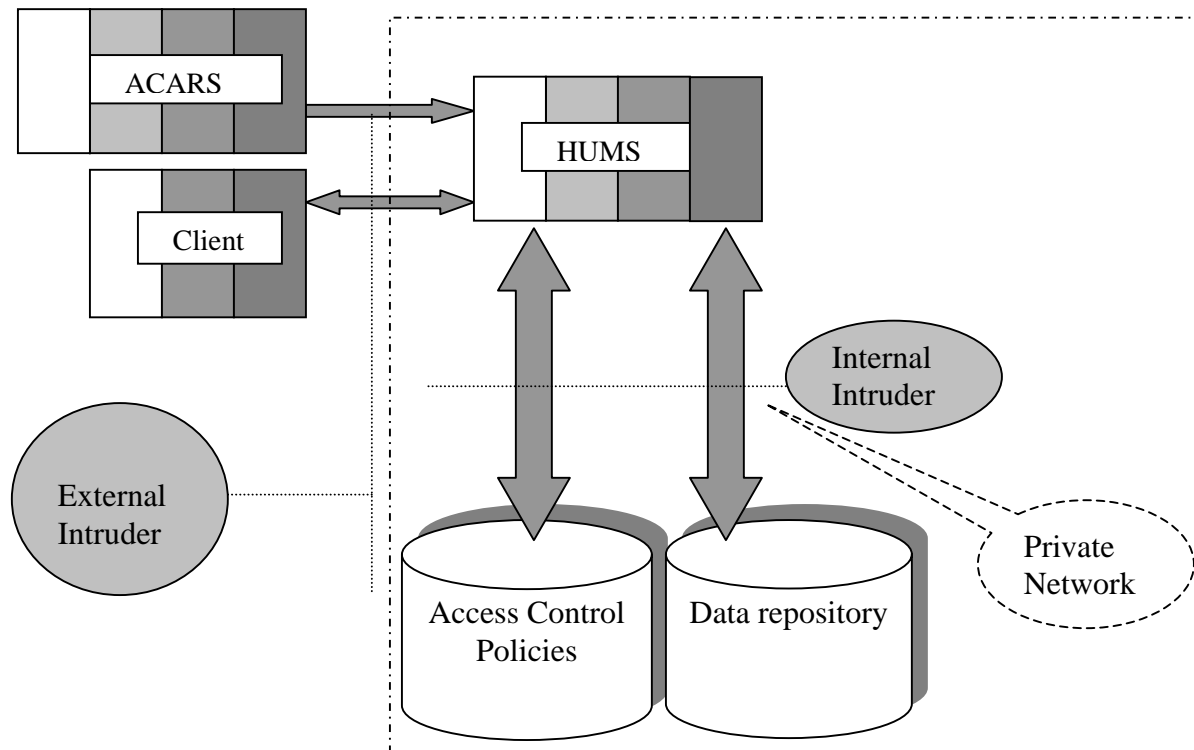 ACARS
HUMS
Client
Internal
Intruder
External
Intruder
Private
Network
Access Control
Policies
Data repository